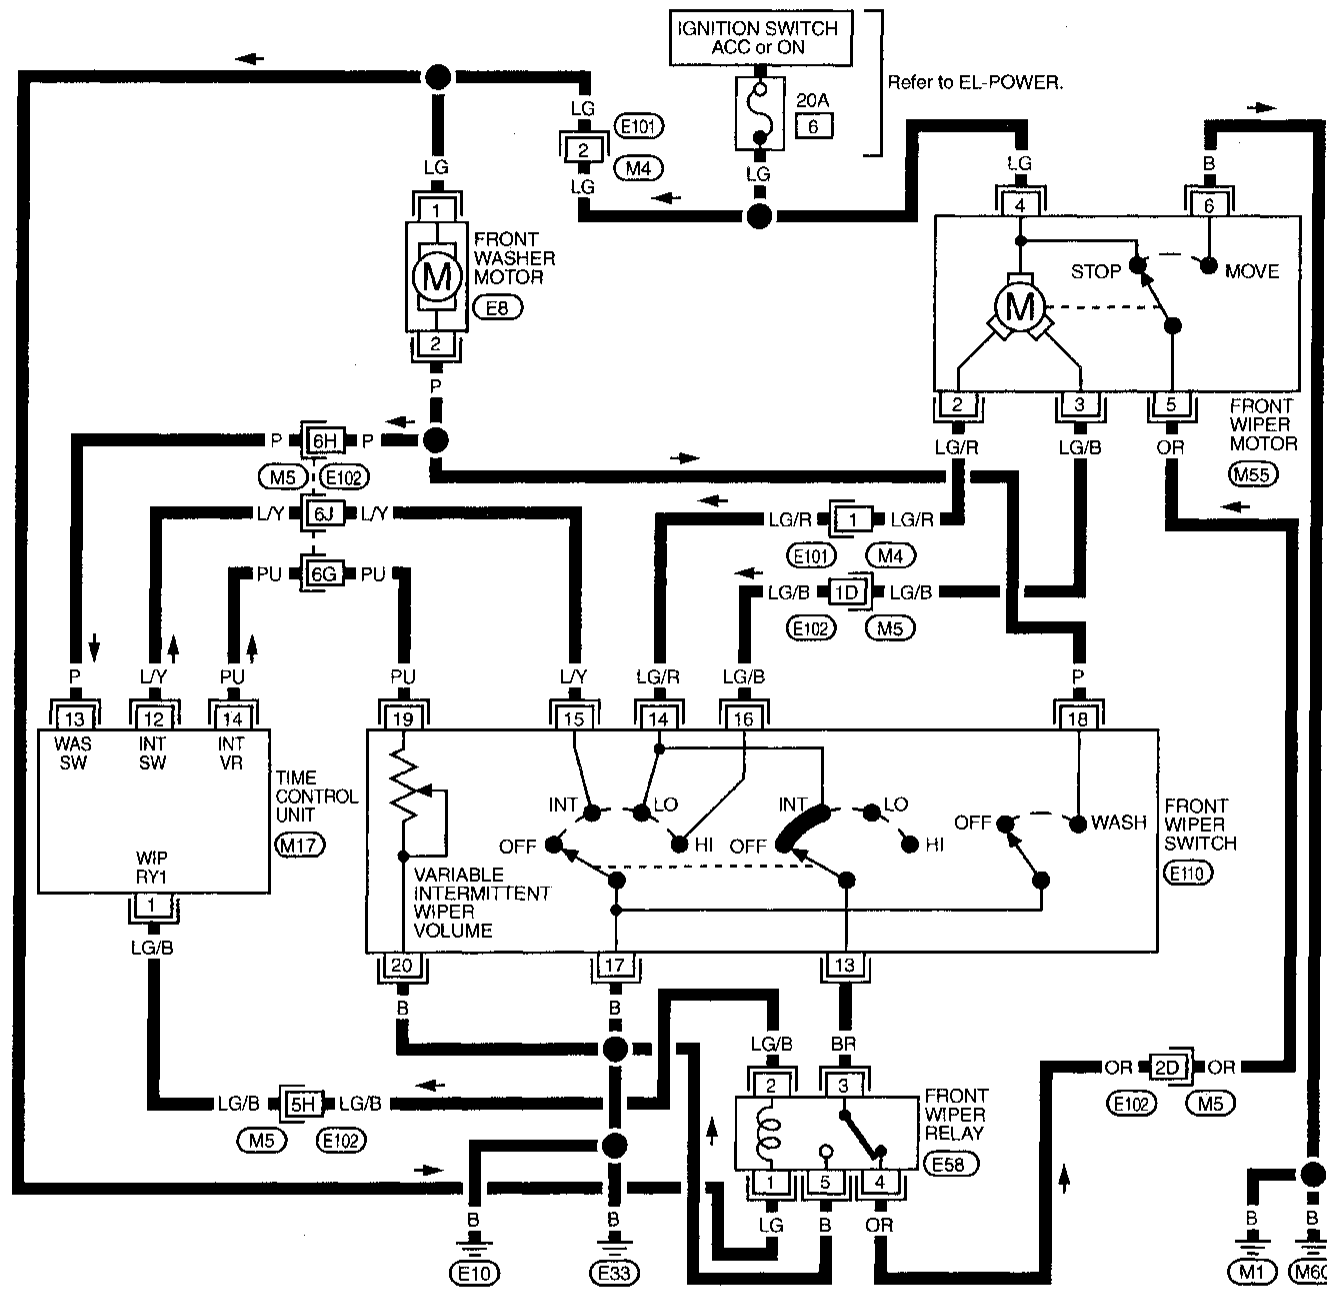 IGNITION SWITCH
ACC or ON
Refer to EL-POWER.
20A
6
LG
E101
2
M4
LG
LG
LG
LG
B
1
4
6
FRONT
WASHER
MOTOR
E8
M
M
STOP
MOVE
2
2
3
5
FRONT
WIPER
MOTOR
M55
P
LG/R
LG/B
OR
P
6H
P
M5
E102
L/Y
6J
L/Y
LG/R
1
LG/R
E101
M4
PU
6G
PU
LG/B
1D
LG/B
E102
M5
P
L/Y
PU
PU
L/Y
LG/R
LG/B
P
13
12
14
19
15
14
16
18
WAS
SW
INT
SW
INT
VR
TIME
CONTROL
UNIT
M17
INT
LO
OFF
HI
INT
LO
OFF
HI
OFF
WASH
FRONT
WIPER
SWITCH
E110
WIP
RY1
VARIABLE
INTERMITTENT
WIPER
VOLUME
1
LG/B
20
17
13
B
B
BR
LG/B
2
3
FRONT
WIPER
RELAY
E58
OR
2D
OR
E102
M5
LG/B
5H
LG/B
M5
E102
1
5
4
LG
B
OR
B
B
B
B
E10
E33
M1
M60